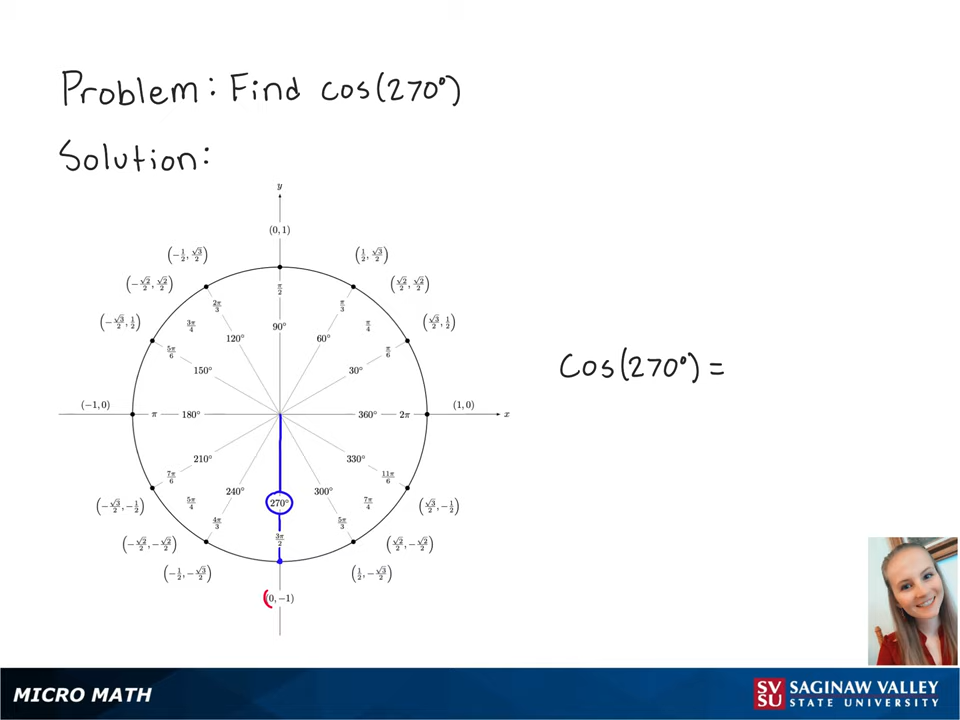 Problem: Find cos(270°)
Solution:
y
(0, 1)
(−1/2, √3/2)
(1/2, √3/2)
(−√2/2, √2/2)
(√2/2, √2/2)
(−√3/2, 1/2)
(√3/2, 1/2)
π/2
2π/3
π/3
3π/4
π/4
90°
120°
60°
5π/6
π/6
150°
30°
Cos(270°) =
(−1, 0)
(1, 0)
π
180°
360°
2π
x
210°
330°
7π/6
11π/6
240°
300°
5π/4
270°
7π/4
(−√3/2, −1/2)
(√3/2, −1/2)
4π/3
5π/3
3π/2
(−√2/2, −√2/2)
(√2/2, −√2/2)
(−1/2, −√3/2)
(1/2, −√3/2)
(0, −1)
MICRO MATH
SV
SU
SAGINAW VALLEY
STATE UNIVERSITY